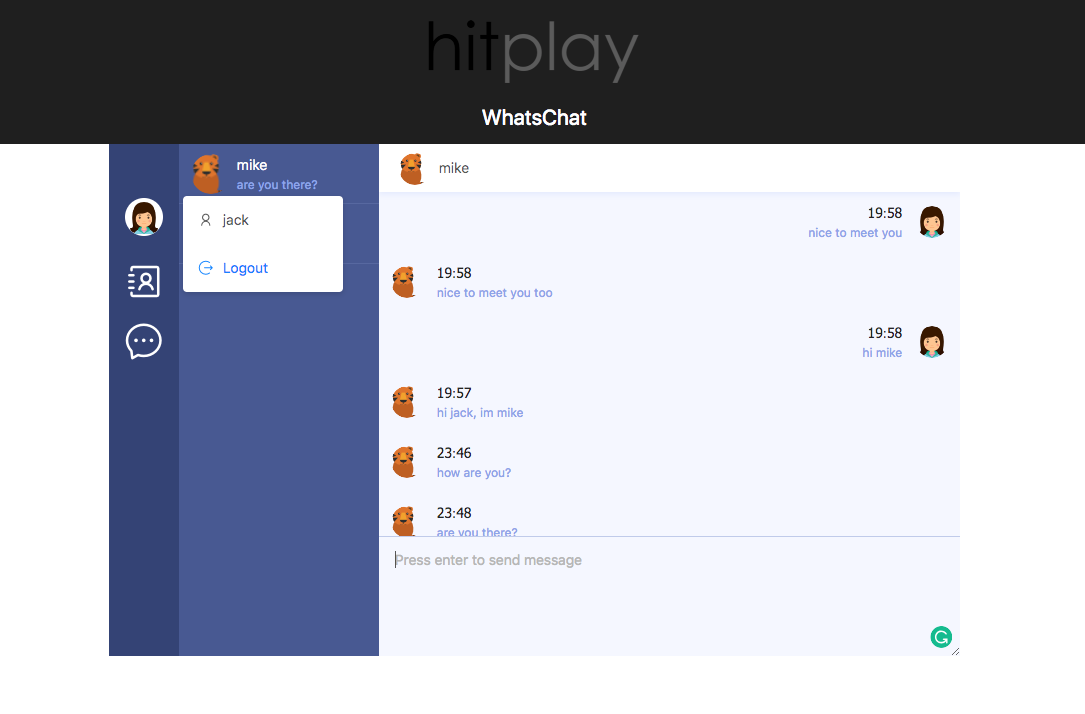 hitplay
WhatsChat
mike
are you there?
jack
Logout
mike
19:58
nice to meet you
19:58
nice to meet you too
19:58
hi mike
19:57
hi jack, im mike
23:46
how are you?
23:48
are you there?
Press enter to send message